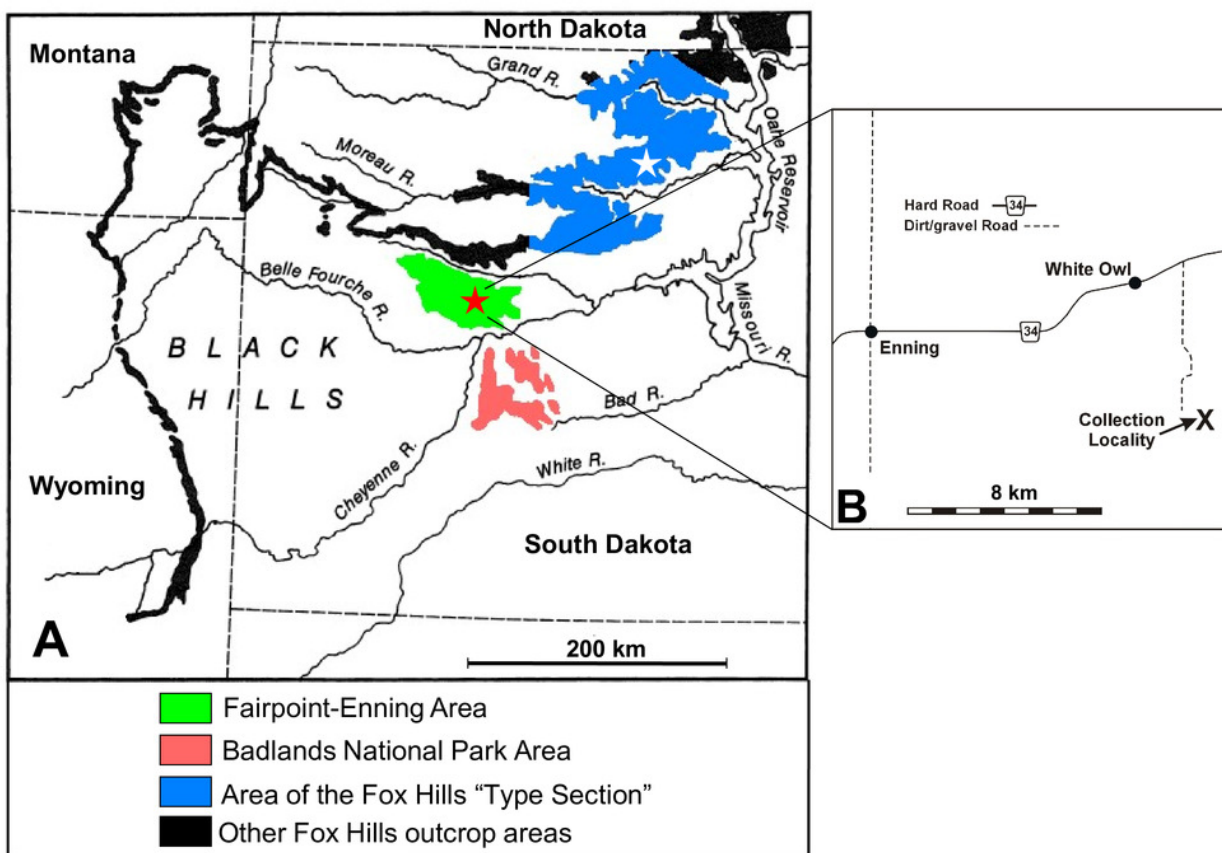 North Dakota
Montana
Grand R.
Oahe Reservoir
Moreau R.
Belle Fourche R.
Missouri R.
BLACK
HILLS
Bad R.
Cheyenne R.
White R.
Wyoming
South Dakota
A
200 km
Hard Road 34
Dirt/gravel Road
White Owl
34
Enning
Collection
Locality
X
8 km
B
Fairpoint-Enning Area
Badlands National Park Area
Area of the Fox Hills “Type Section”
Other Fox Hills outcrop areas